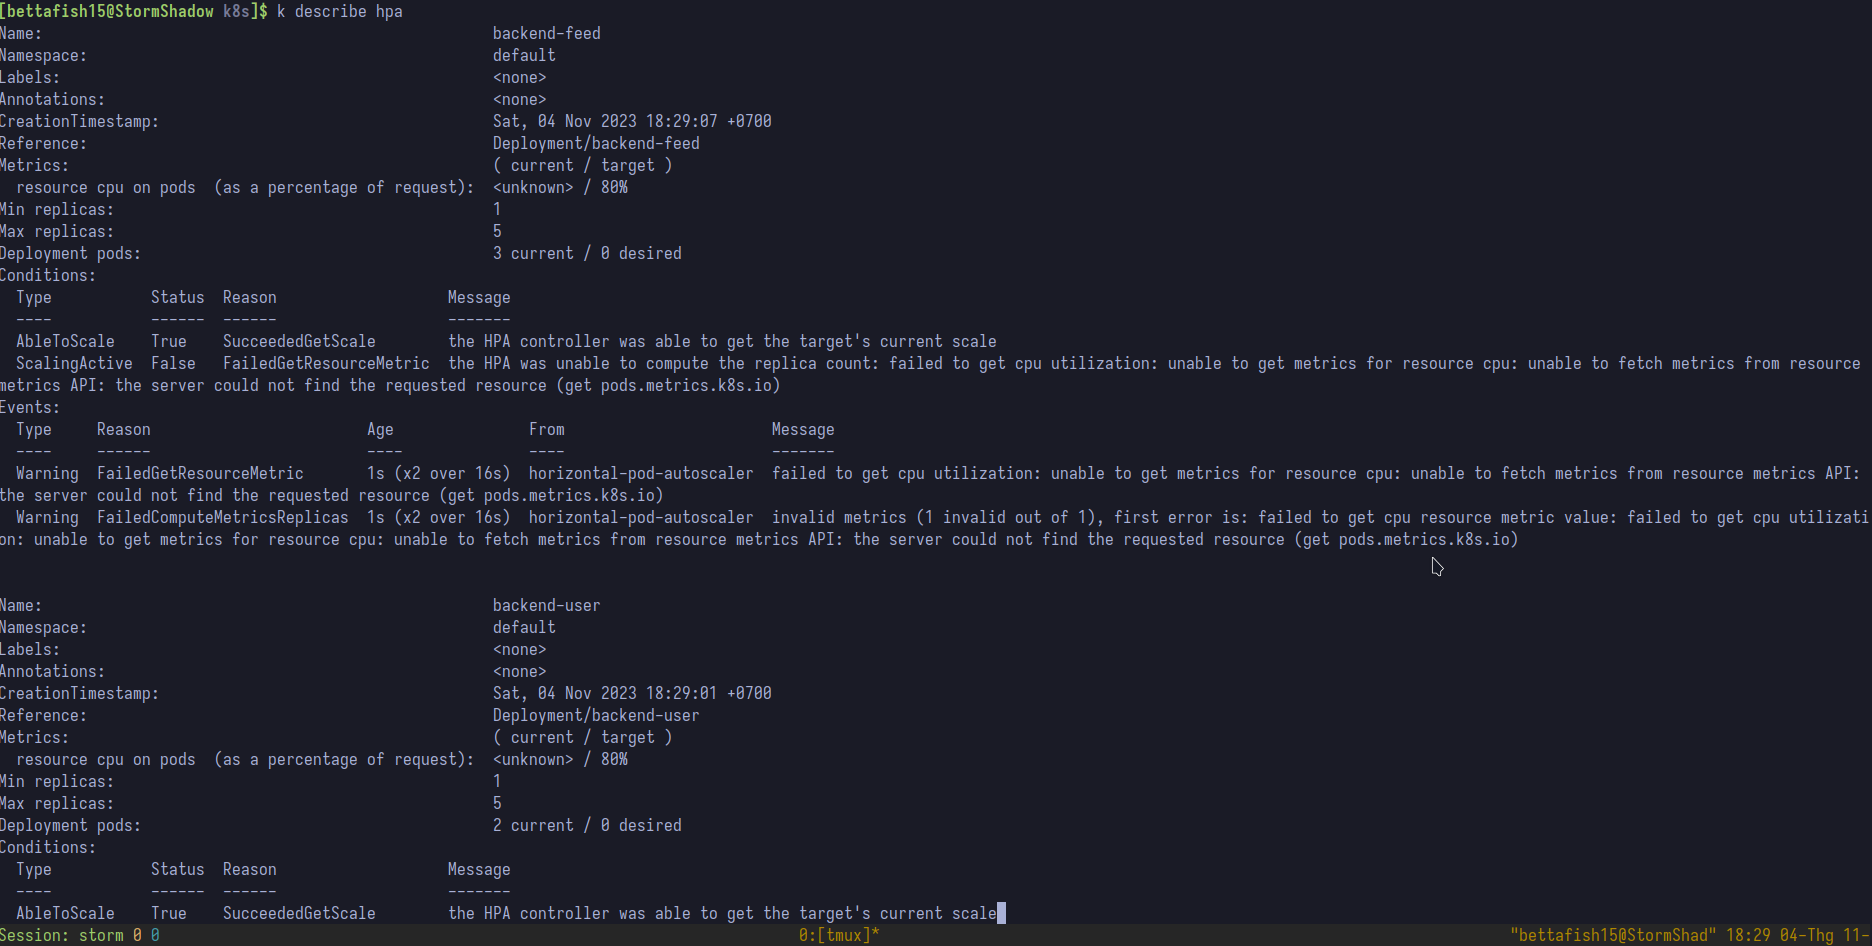 [bettafish15@StormShadow k8s]$ k describe hpa
Name:                                                  backend-feed
Namespace:                                             default
Labels:                                                <none>
Annotations:                                           <none>
CreationTimestamp:                                     Sat, 04 Nov 2023 18:29:07 +0700
Reference:                                             Deployment/backend-feed
Metrics:                                               ( current / target )
  resource cpu on pods  (as a percentage of request):  <unknown> / 80%
Min replicas:                                          1
Max replicas:                                          5
Deployment pods:                                       3 current / 0 desired
Conditions:
  Type           Status  Reason                   Message
  ----           ------  ------                   -------
  AbleToScale    True    SucceededGetScale        the HPA controller was able to get the target's current scale
  ScalingActive  False   FailedGetResourceMetric  the HPA was unable to compute the replica count: failed to get cpu utilization: unable to get metrics for resource cpu: unable to fetch metrics from resource
metrics API: the server could not find the requested resource (get pods.metrics.k8s.io)
Events:
  Type     Reason                        Age               From                       Message
  ----     ------                        ----              ----                       -------
  Warning  FailedGetResourceMetric       1s (x2 over 16s)  horizontal-pod-autoscaler  failed to get cpu utilization: unable to get metrics for resource cpu: unable to fetch metrics from resource metrics API:
the server could not find the requested resource (get pods.metrics.k8s.io)
  Warning  FailedComputeMetricsReplicas  1s (x2 over 16s)  horizontal-pod-autoscaler  invalid metrics (1 invalid out of 1), first error is: failed to get cpu resource metric value: failed to get cpu utilizati
on: unable to get metrics for resource cpu: unable to fetch metrics from resource metrics API: the server could not find the requested resource (get pods.metrics.k8s.io)
Name:                                                  backend-user
Namespace:                                             default
Labels:                                                <none>
Annotations:                                           <none>
CreationTimestamp:                                     Sat, 04 Nov 2023 18:29:01 +0700
Reference:                                             Deployment/backend-user
Metrics:                                               ( current / target )
  resource cpu on pods  (as a percentage of request):  <unknown> / 80%
Min replicas:                                          1
Max replicas:                                          5
Deployment pods:                                       2 current / 0 desired
Conditions:
  Type           Status  Reason                   Message
  ----           ------  ------                   -------
  AbleToScale    True    SucceededGetScale        the HPA controller was able to get the target's current scale
Session: storm 0 0    0:[tmux]*    "bettafish15@StormShad" 18:29 04-Thg 11-